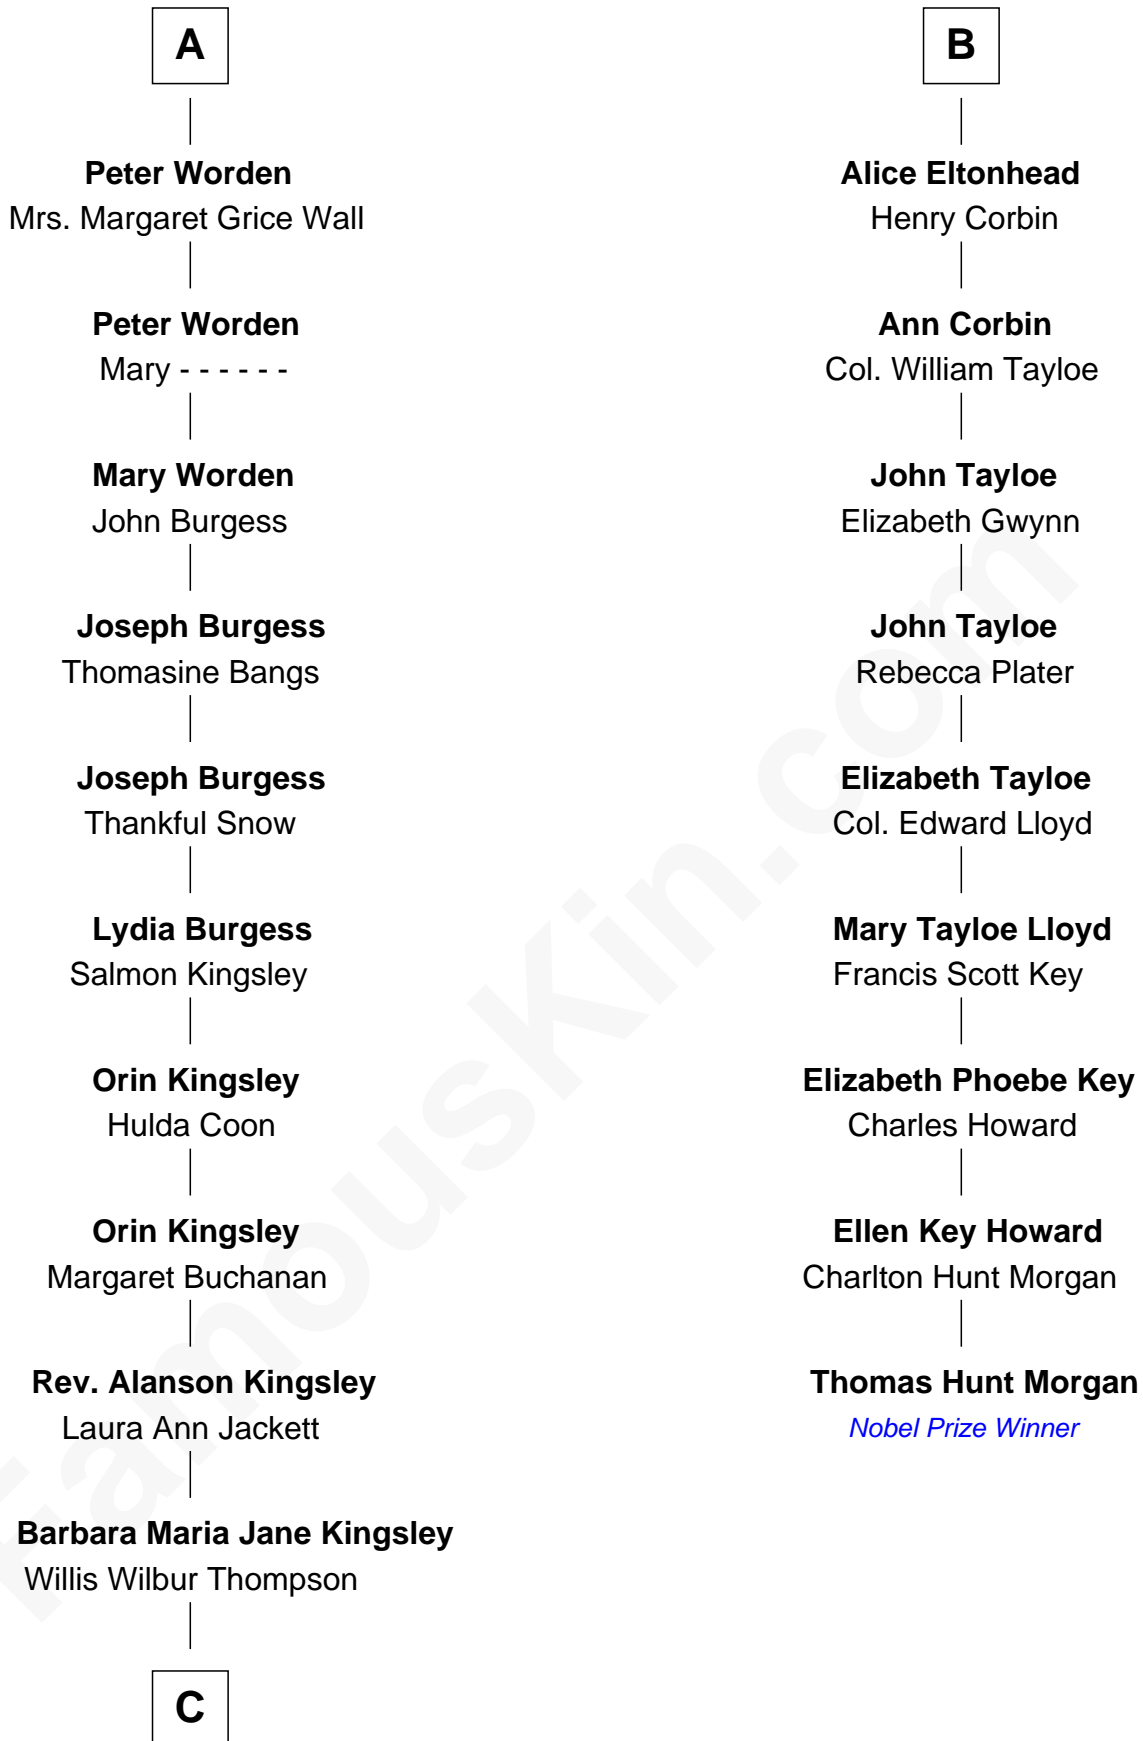 A
Peter Worden
Mrs. Margaret Grice Wall
Peter Worden
Mary - - - - - -
Mary Worden
John Burgess
Joseph Burgess
Thomasine Bangs
Joseph Burgess
Thankful Snow
Lydia Burgess
Salmon Kingsley
Orin Kingsley
Hulda Coon
Orin Kingsley
Margaret Buchanan
Rev. Alanson Kingsley
Laura Ann Jackett
Barbara Maria Jane Kingsley
Willis Wilbur Thompson
C
B
Alice Eltonhead
Henry Corbin
Ann Corbin
Col. William Tayloe
John Tayloe
Elizabeth Gwynn
John Tayloe
Rebecca Plater
Elizabeth Tayloe
Col. Edward Lloyd
Mary Tayloe Lloyd
Francis Scott Key
Elizabeth Phoebe Key
Charles Howard
Ellen Key Howard
Charlton Hunt Morgan
Thomas Hunt Morgan
Nobel Prize Winner
FamousKin.com